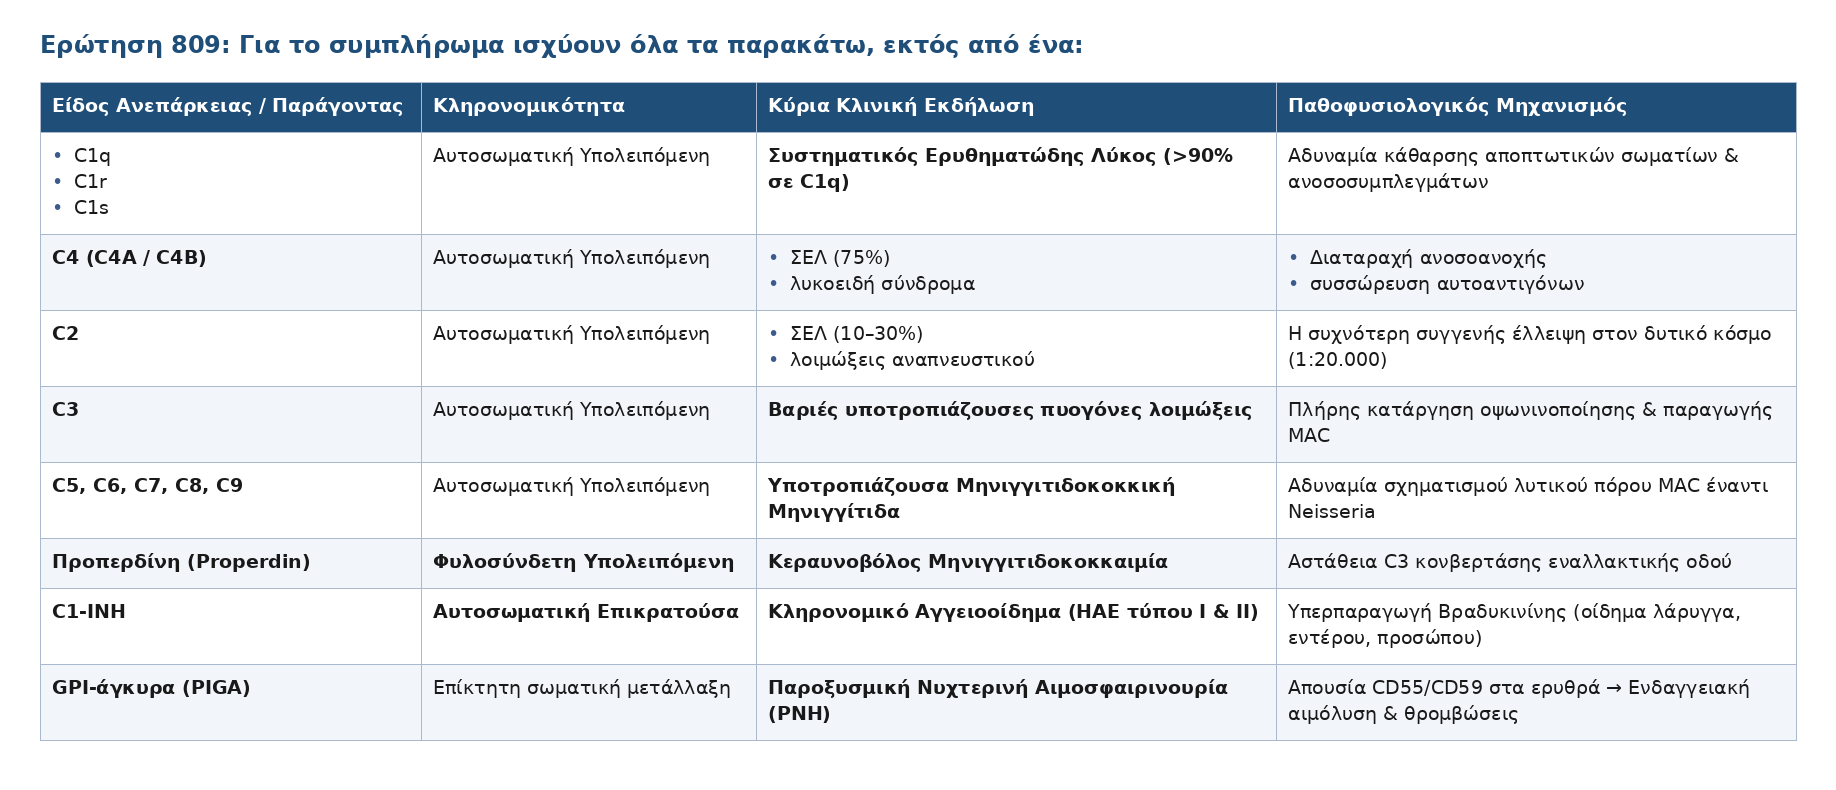 Ερώτηση 809: Για το συμπλήρωμα ισχύουν όλα τα παρακάτω, εκτός από ένα:
Είδος Ανεπάρκειας / Παράγοντας Κληρονομικότητα Κύρια Κλινική Εκδήλωση Παθοφυσιολογικός Μηχανισμός
• C1q
• C1r
• C1s
Αυτοσωματική Υπολειπόμενη
Συστηματικός Ερυθηματώδης Λύκος (>90%
σε C1q)
Αδυναμία κάθαρσης αποπτωτικών σωματίων &
ανοσοσυμπλεγμάτων
C4 (C4A / C4B)
Αυτοσωματική Υπολειπόμενη
• ΣΕΛ (75%)
• λυκοειδή σύνδρομα
• Διαταραχή ανοσοανοχής
• συσσώρευση αυτοαντιγόνων
C2
Αυτοσωματική Υπολειπόμενη
• ΣΕΛ (10–30%)
• λοιμώξεις αναπνευστικού
Η συχνότερη συγγενής έλλειψη στον δυτικό κόσμο
(1:20.000)
C3
Αυτοσωματική Υπολειπόμενη
Βαριές υποτροπιάζουσες πυογόνες λοιμώξεις
Πλήρης κατάργηση οψωνινοποίησης & παραγωγής
MAC
C5, C6, C7, C8, C9
Αυτοσωματική Υπολειπόμενη
Υποτροπιάζουσα Μηνιγγιτιδοκοκκική
Μηνιγγίτιδα
Αδυναμία σχηματισμού λυτικού πόρου MAC έναντι
Neisseria
Προπερδίνη (Properdin)
Φυλοσύνδετη Υπολειπόμενη
Κεραυνοβόλος Μηνιγγιτιδοκοκκαιμία
Αστάθεια C3 κονβερτάσης εναλλακτικής οδού
C1-INH
Αυτοσωματική Επικρατούσα
Κληρονομικό Αγγειοοίδημα (HAE τύπου I & II)
Υπερπαραγωγή Βραδυκινίνης (οίδημα λάρυγγα,
εντέρου, προσώπου)
GPI-άγκυρα (PIGA)
Επίκτητη σωματική μετάλλαξη
Παροξυσμική Νυχτερινή Αιμοσφαιρινουρία
(PNH)
Απουσία CD55/CD59 στα ερυθρά → Ενδαγγειακή
αιμόλυση & θρομβώσεις